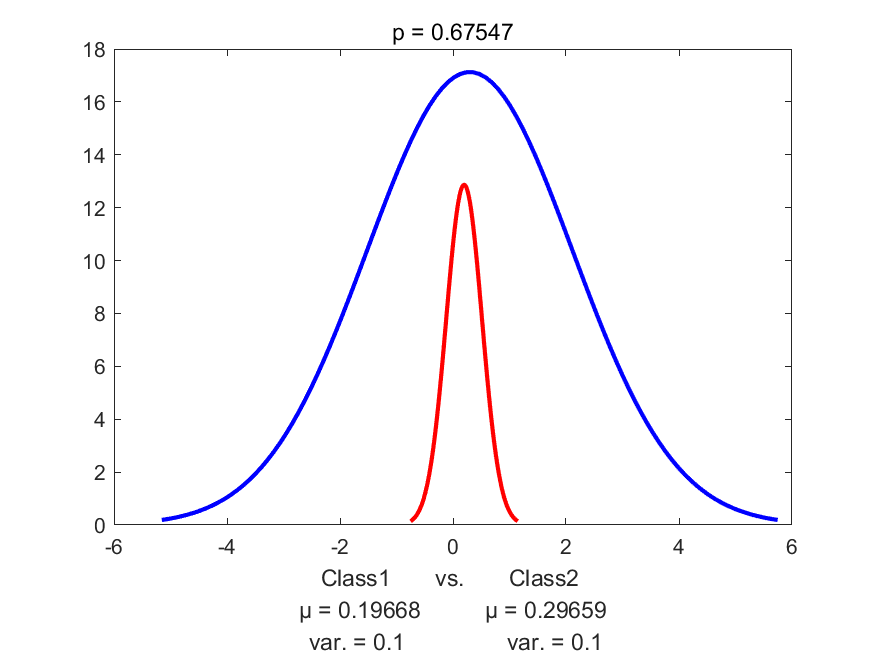 p = 0.67547
18
16
14
12
10
8
6
4
2
0
-6 -4 -2 0 2 4 6
Class1 vs. Class2
μ = 0.19668 μ = 0.29659
var. = 0.1 var. = 0.1